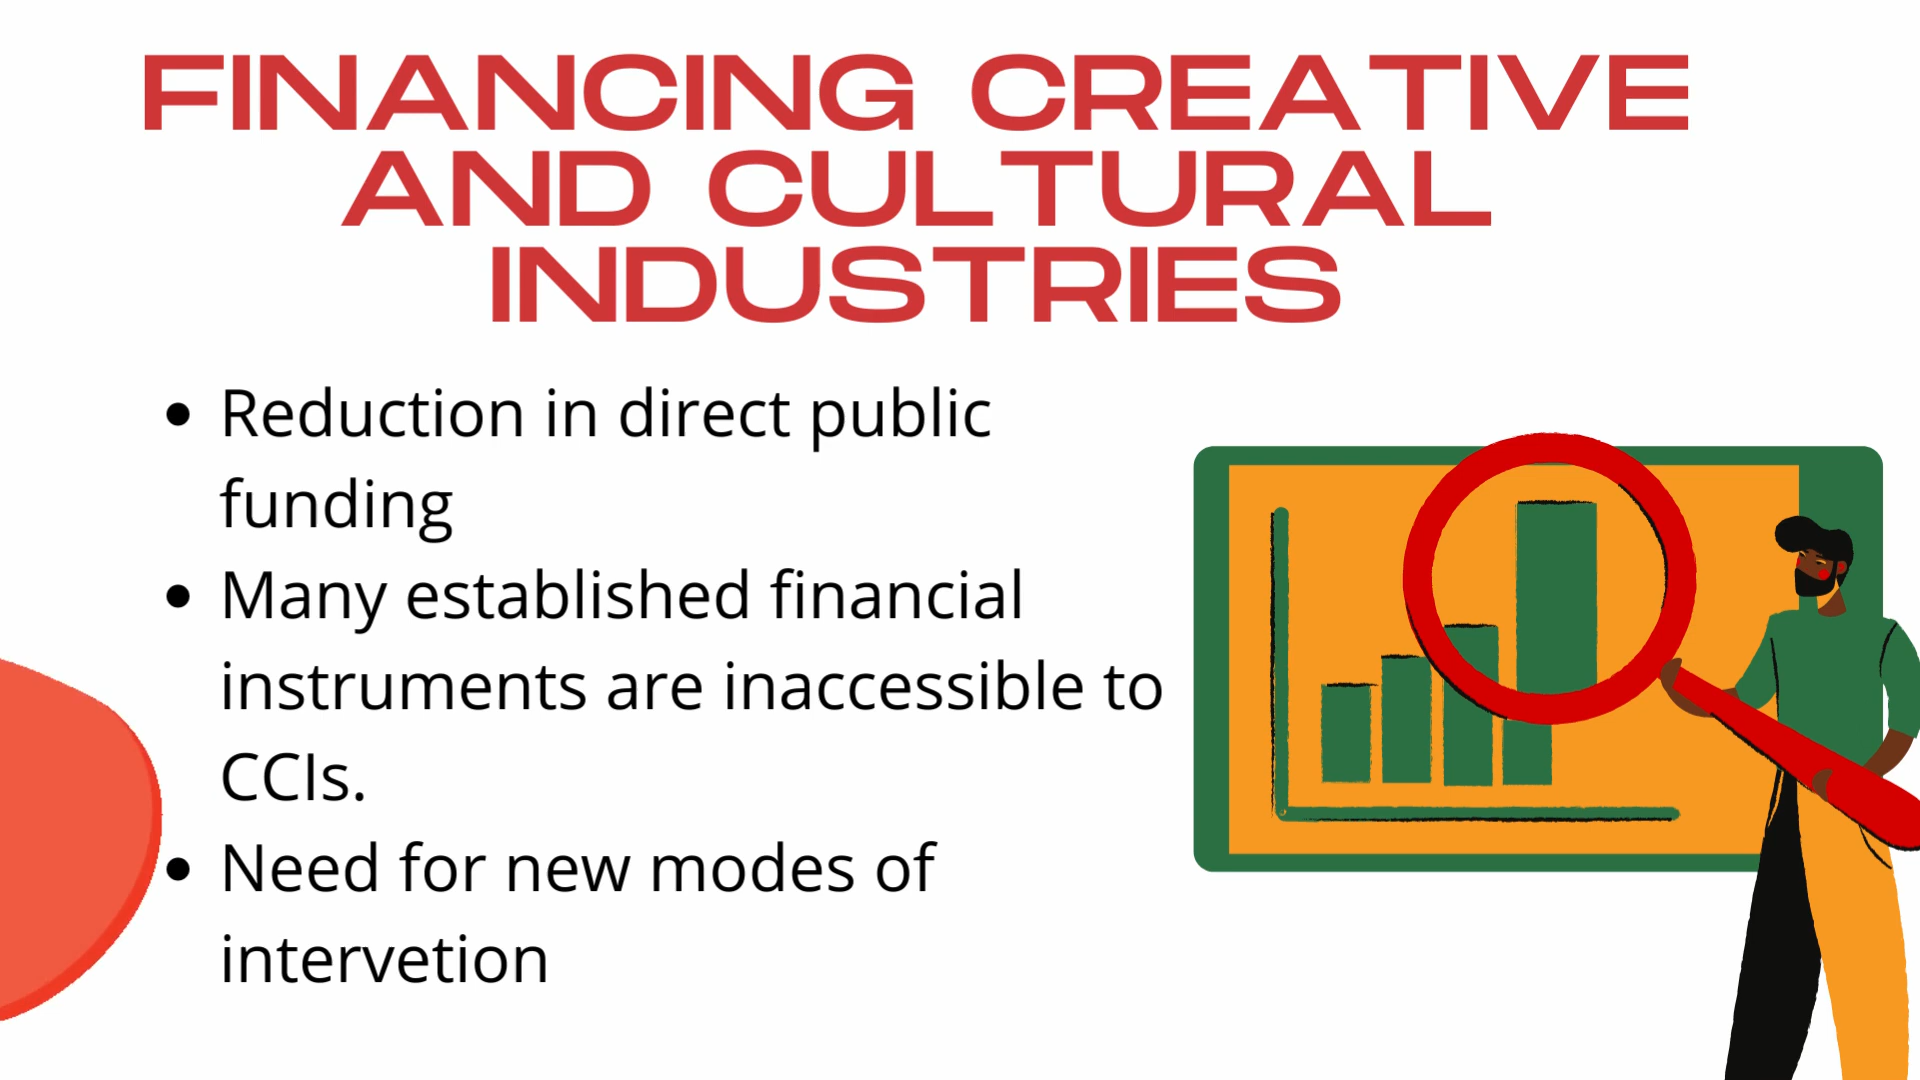 FINANCING CREATIVE
AND CULTURAL
INDUSTRIES
• Reduction in direct public
funding
• Many established financial
instruments are inaccessible to
CCIs.
• Need for new modes of
intervetion